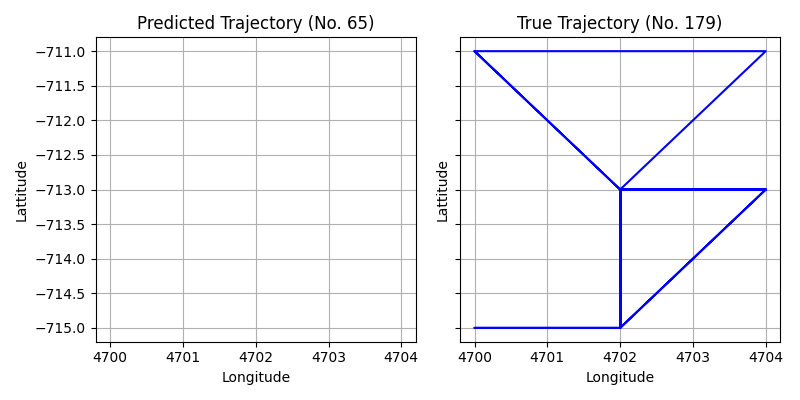 Predicted Trajectory (No. 65)
True Trajectory (No. 179)
−711.0
−711.5
−712.0
−712.5
−713.0
−713.5
−714.0
−714.5
−715.0
Lattitude
Lattitude
4700 4701 4702 4703 4704
4700 4701 4702 4703 4704
Longitude
Longitude